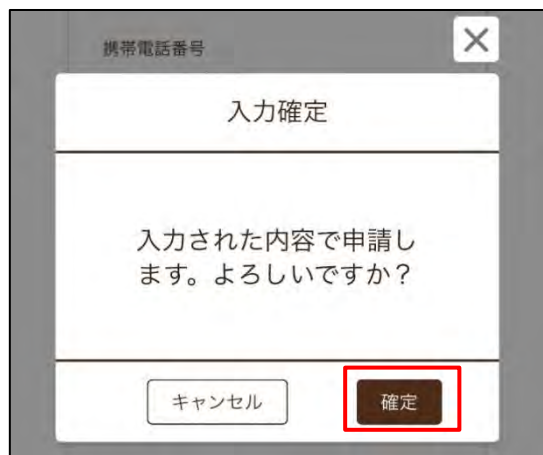 携帯電話番号
入力確定
入力された内容で申請し
ます。よろしいですか？
キャンセル
確定